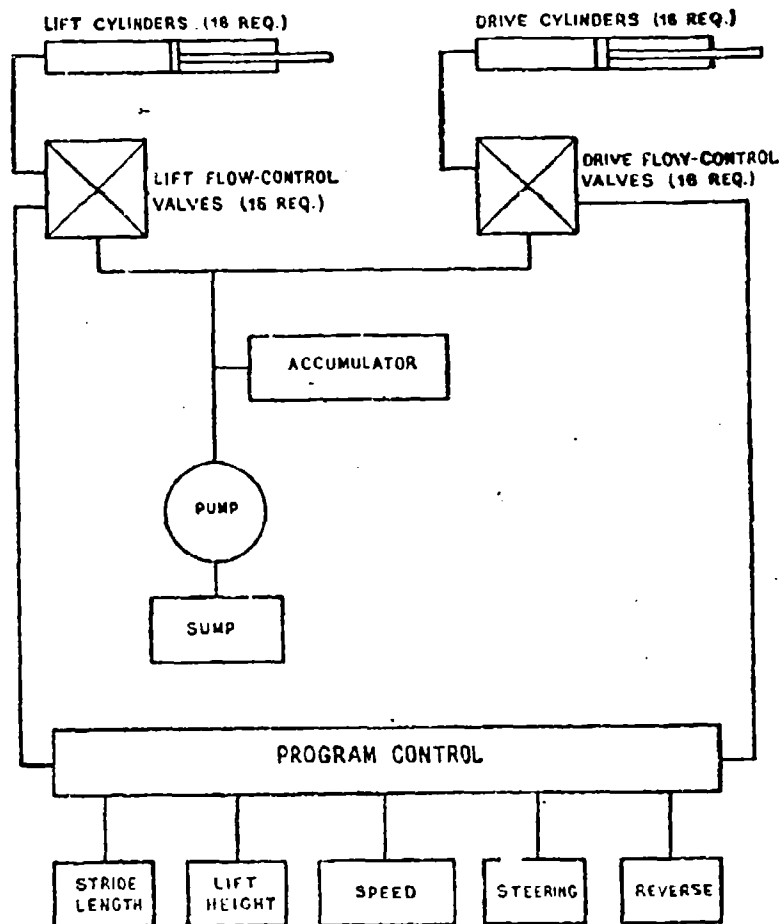 LIFT CYLINDERS (16 REQ.)
DRIVE CYLINDERS (16 REQ.)
LIFT FLOW-CONTROL
VALVES (16 REQ.)
DRIVE FLOW-CONTROL
VALVES (16 REQ.)
ACCUMULATOR
PUMP
SUMP
PROGRAM CONTROL
STRIDE
LENGTH
LIFT
HEIGHT
SPEED
STEERING
REVERSE